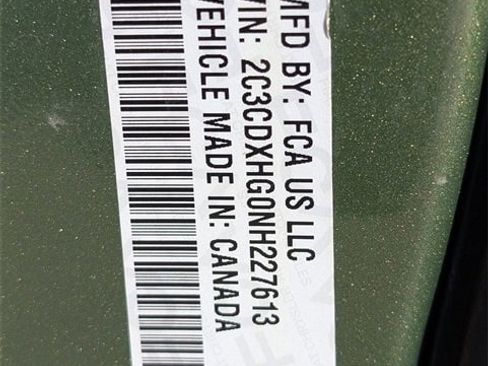 MFD BY: FCA US LLC
VIN: 2C3CDXHG0NH227613
VEHICLE MADE IN: CANADA